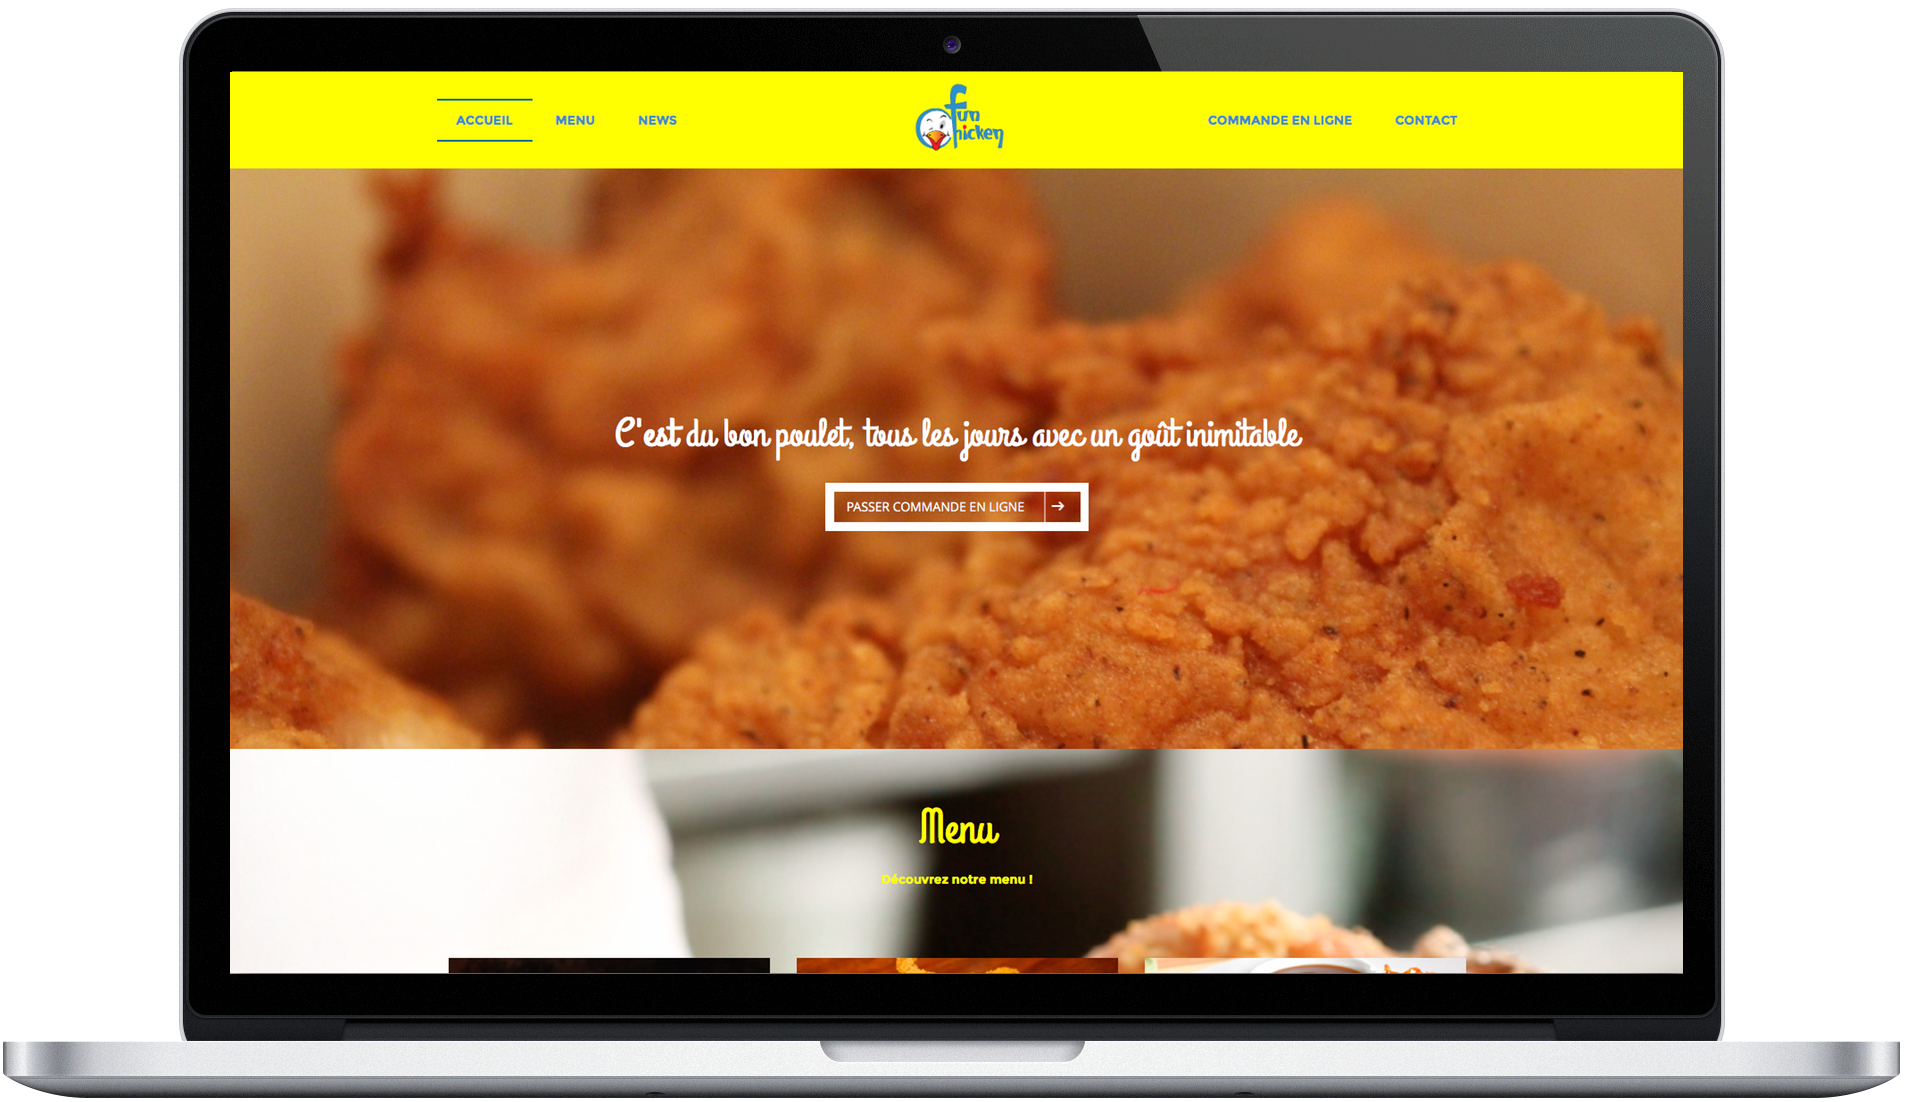 ACCUEIL
MENU
NEWS
fun
hicken
COMMANDE EN LIGNE
CONTACT
C'est du bon poulet, tous les jours avec un goût inimitable
PASSER COMMANDE EN LIGNE →
Menu
Découvrez notre menu !